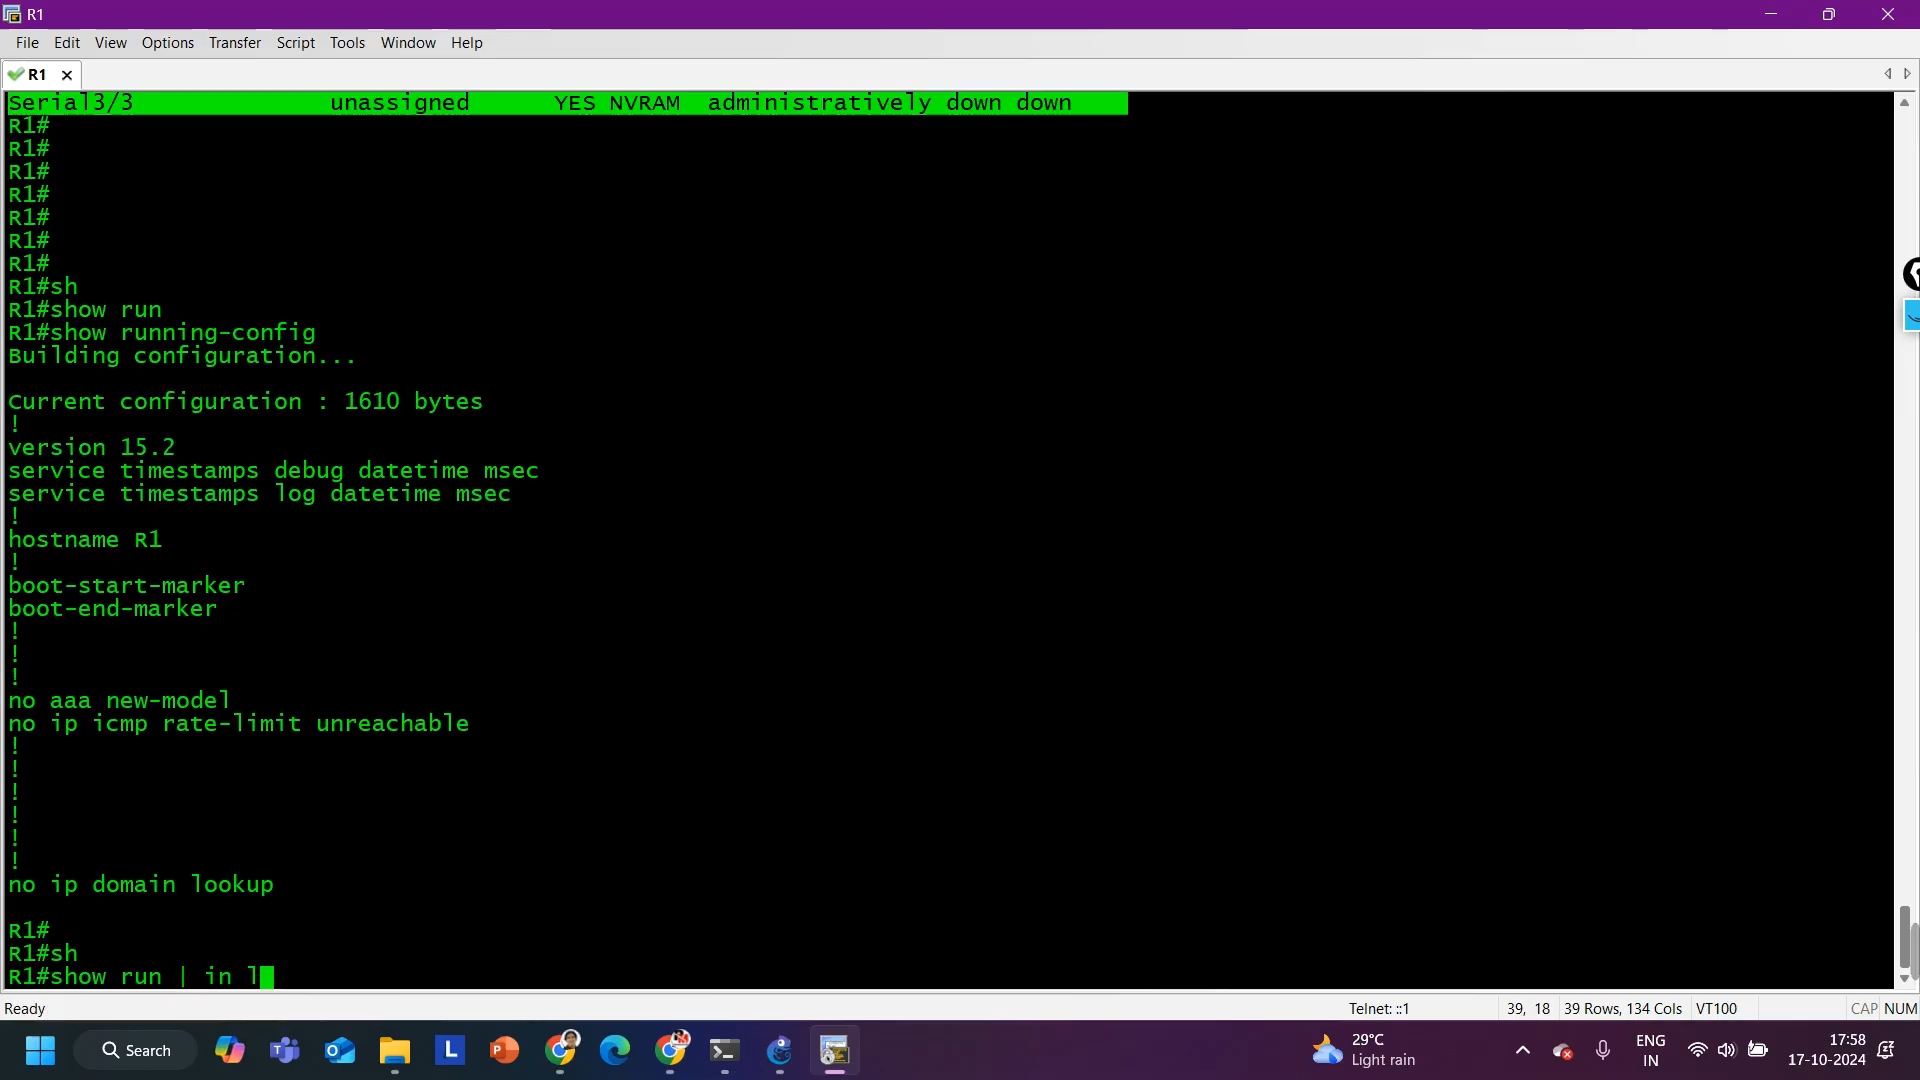 R1
File Edit View Options Transfer Script Tools Window Help
R1
Serial3/3 unassigned YES NVRAM administratively down down
R1#
R1#
R1#
R1#
R1#
R1#
R1#
R1#sh
R1#show run
R1#show running-config
Building configuration...
Current configuration : 1610 bytes
!
version 15.2
service timestamps debug datetime msec
service timestamps log datetime msec
!
hostname R1
!
boot-start-marker
boot-end-marker
!
!
!
no aaa new-model
no ip icmp rate-limit unreachable
!
!
!
!
!
!
no ip domain lookup
R1#
R1#sh
R1#show run | in l
Ready Telnet: ::1 39, 18 39 Rows, 134 Cols VT100 CAP NUM
Search L P 29°C ENG 17:58
Light rain IN 17-10-2024